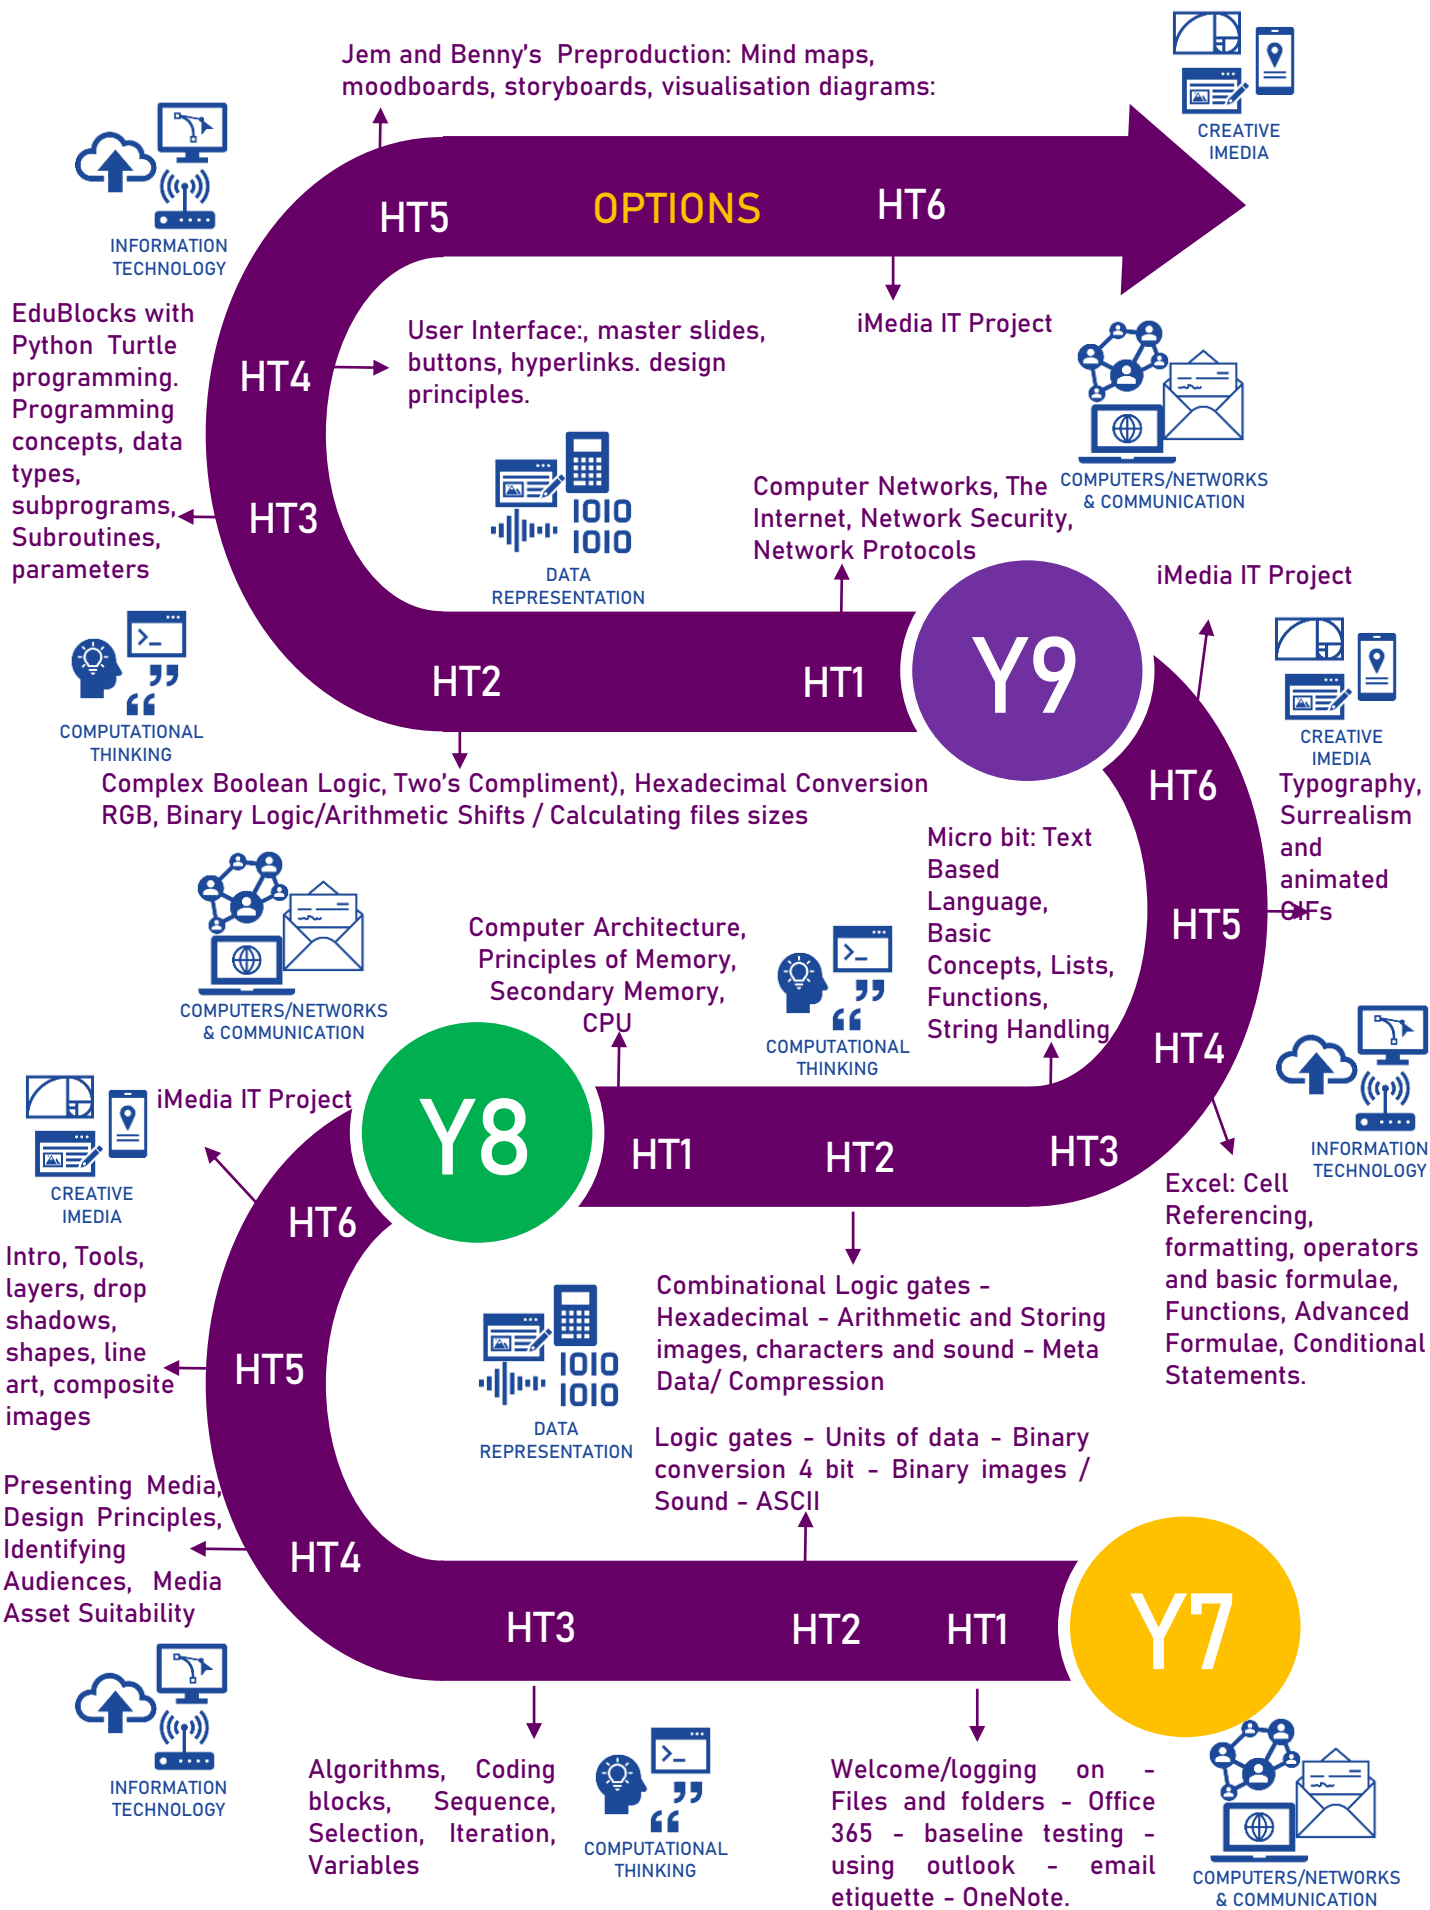 Jem and Benny's Preproduction: Mind maps,
moodboards, storyboards, visualisation diagrams:
CREATIVE
IMEDIA
INFORMATION
TECHNOLOGY
HT5
OPTIONS
HT6
iMedia IT Project
EduBlocks with
Python Turtle
programming.
Programming
concepts, data
types,
subprograms,
Subroutines,
parameters
HT4
User Interface:, master slides,
buttons, hyperlinks. design
principles.
HT3
1010
1010
DATA
REPRESENTATION
Computer Networks, The
Internet, Network Security,
Network Protocols
COMPUTERS/NETWORKS
& COMMUNICATION
iMedia IT Project
COMPUTATIONAL
THINKING
HT2
HT1
Y9
CREATIVE
IMEDIA
Complex Boolean Logic, Two's Compliment), Hexadecimal Conversion
RGB, Binary Logic/Arithmetic Shifts / Calculating files sizes
HT6
Typography,
Surrealism
and
animated
GIFs
HT5
Micro bit: Text
Based
Language,
Basic
Concepts, Lists,
Functions,
String Handling
COMPUTERS/NETWORKS
& COMMUNICATION
Computer Architecture,
Principles of Memory,
Secondary Memory,
CPU
COMPUTATIONAL
THINKING
HT4
INFORMATION
TECHNOLOGY
iMedia IT Project
CREATIVE
IMEDIA
Y8
HT1
HT2
HT3
Excel: Cell
Referencing,
formatting, operators
and basic formulae,
Functions, Advanced
Formulae, Conditional
Statements.
HT6
Intro, Tools,
layers, drop
shadows,
shapes, line
art, composite
images
HT5
Combinational Logic gates -
Hexadecimal - Arithmetic and Storing
images, characters and sound - Meta
Data/ Compression
1010
1010
DATA
REPRESENTATION
Logic gates - Units of data - Binary
conversion 4 bit - Binary images /
Sound - ASCII
Presenting Media,
Design Principles,
Identifying
Audiences, Media
Asset Suitability
HT4
HT3
HT2
HT1
Y7
INFORMATION
TECHNOLOGY
Algorithms, Coding
blocks, Sequence,
Selection, Iteration,
Variables
COMPUTATIONAL
THINKING
Welcome/logging on -
Files and folders - Office
365 - baseline testing -
using outlook - email
etiquette - OneNote.
COMPUTERS/NETWORKS
& COMMUNICATION